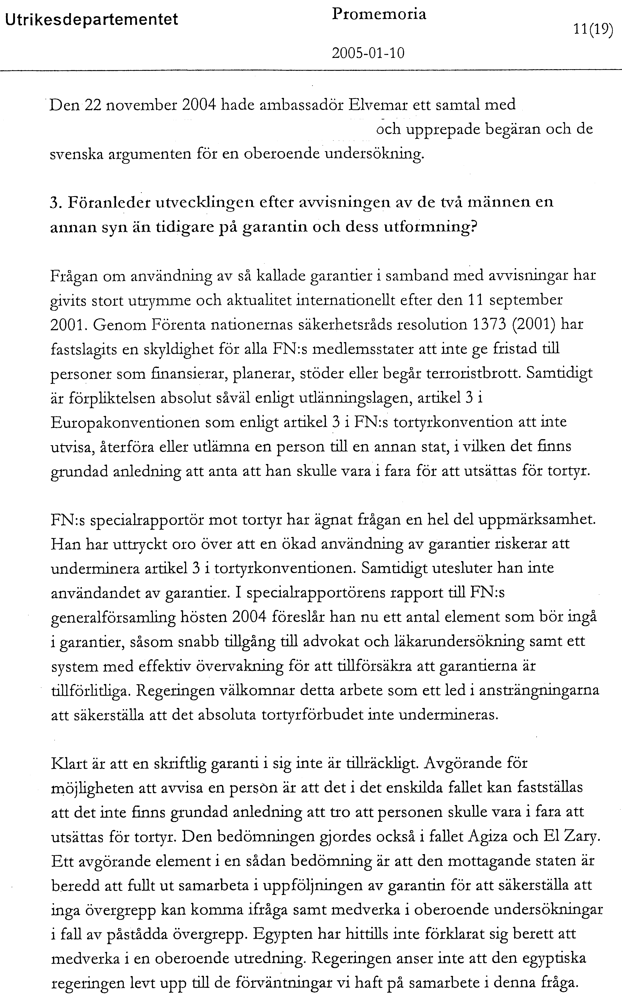 Utrikesdepartementet
Promemoria
11(19)
2005-01-10
Den 22 november 2004 hade ambassadör Elvemar ett samtal med
och upprepade begäran och de
svenska argumenten för en oberoende undersökning.
3. Föranleder utvecklingen efter avvisningen av de två männen en
annan syn än tidigare på garantin och dess utformning?
Frågan om användning av så kallade garantier i samband med avvisningar har
givits stort utrymme och aktualitet internationellt efter den 11 september
2001. Genom Förenta nationernas säkerhetsråds resolution 1373 (2001) har
fastslagits en skyldighet för alla FN:s medlemsstater att inte ge fristad till
personer som finansierar, planerar, stöder eller begår terroristbrott. Samtidigt
är förpliktelsen absolut såväl enligt utlänningslagen, artikel 3 i
Europakonventionen som enligt artikel 3 i FN:s tortyrkonvention att inte
utvisa, återföra eller utlämna en person till en annan stat, i vilken det finns
grundad anledning att anta att han skulle vara i fara för att utsättas för tortyr.
FN:s specialrapportör mot tortyr har ägnat frågan en hel del uppmärksamhet.
Han har uttryckt oro över att en ökad användning av garantier riskerar att
underminera artikel 3 i tortyrkonventionen. Samtidigt utesluter han inte
användandet av garantier. I specialrapportörens rapport till FN:s
generalförsamling hösten 2004 föreslår han nu ett antal element som bör ingå
i garantier, såsom snabb tillgång till advokat och läkarundersökning samt ett
system med effektiv övervakning för att tillförsäkra att garantierna är
tillförlitliga. Regeringen välkomnar detta arbete som ett led i ansträngningarna
att säkerställa att det absoluta tortyrförbudet inte undermineras.
Klart är att en skriftlig garanti i sig inte är tillräckligt. Avgörande för
möjligheten att avvisa en person är att det i det enskilda fallet kan fastställas
att det inte finns grundad anledning att tro att personen skulle vara i fara att
utsättas för tortyr. Den bedömningen gjordes också i fallet Agiza och El Zary.
Ett avgörande element i en sådan bedömning är att den mottagande staten är
beredd att fullt ut samarbeta i uppföljningen av garantin för att säkerställa att
inga övergrepp kan komma ifråga samt medverka i oberoende undersökningar
i fall av påstådda övergrepp. Egypten har hittills inte förklarat sig berett att
medverka i en oberoende utredning. Regeringen anser inte att den egyptiska
regeringen levt upp till de förväntningar vi haft på samarbete i denna fråga.